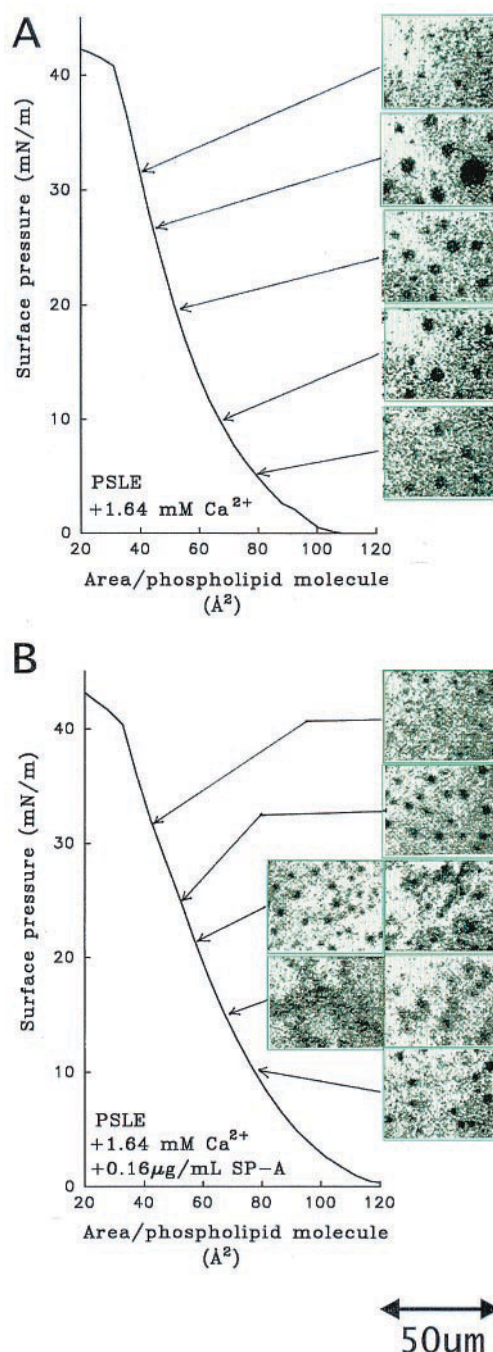 A
Surface pressure (mN/m)
40
30
20
10
0
PSLE
+1.64 mM Ca²⁺
20 40 60 80 100 120
Area/phospholipid molecule
(Å²)
B
Surface pressure (mN/m)
40
30
20
10
0
PSLE
+1.64 mM Ca²⁺
+0.16μg/mL SP-A
20 40 60 80 100 120
Area/phospholipid molecule
(Å²)
50um